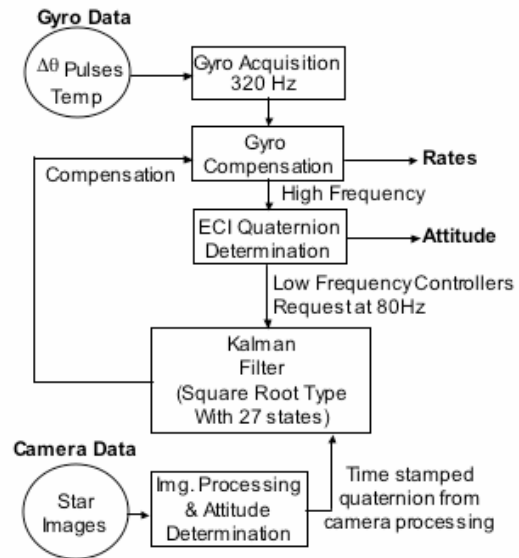 Gyro Data
Δθ Pulses
Temp
Gyro Acquisition
320 Hz
Gyro
Compensation
Rates
Compensation
High Frequency
ECI Quaternion
Determination
Attitude
Low Frequency Controllers
Request at 80Hz
Kalman
Filter
(Square Root Type
With 27 states)
Camera Data
Star
Images
Img. Processing
& Attitude
Determination
Time stamped
quaternion from
camera processing